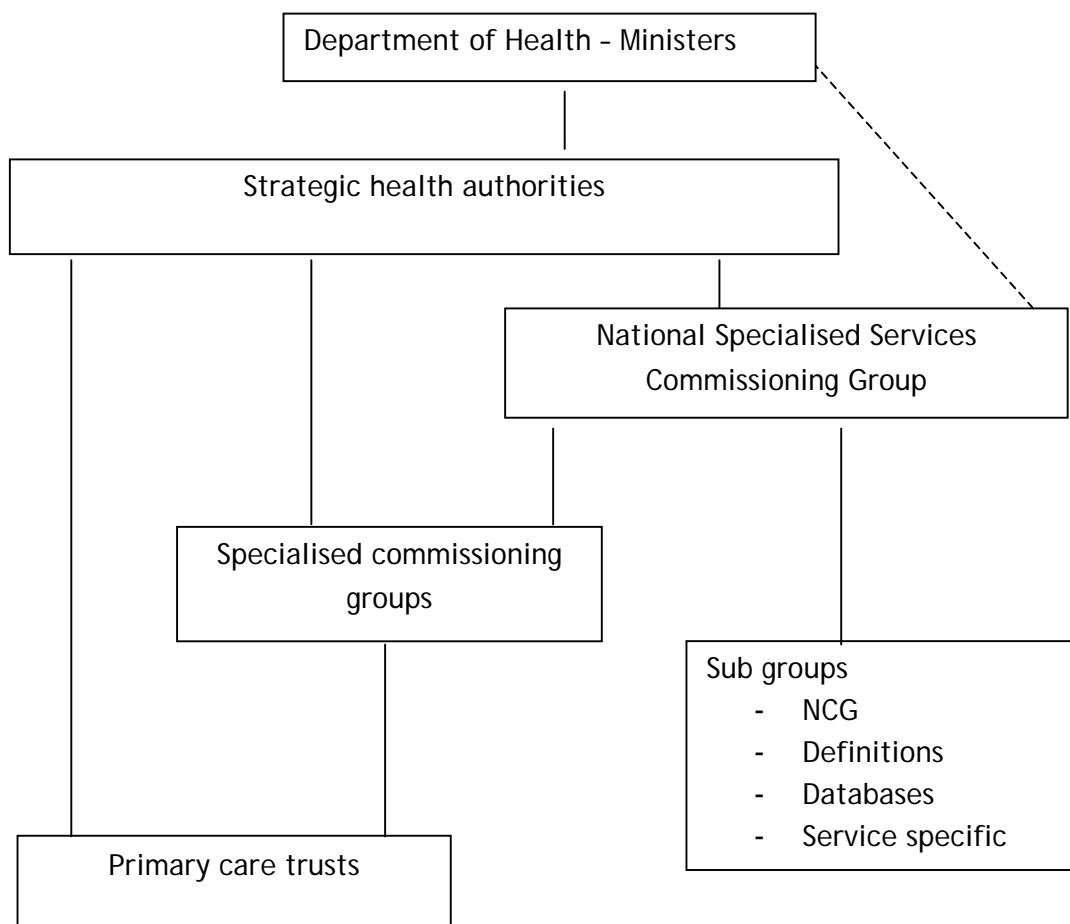 Department of Health – Ministers
Strategic health authorities
National Specialised Services
Commissioning Group
Specialised commissioning
groups
Sub groups
- NCG
- Definitions
- Databases
- Service specific
Primary care trusts